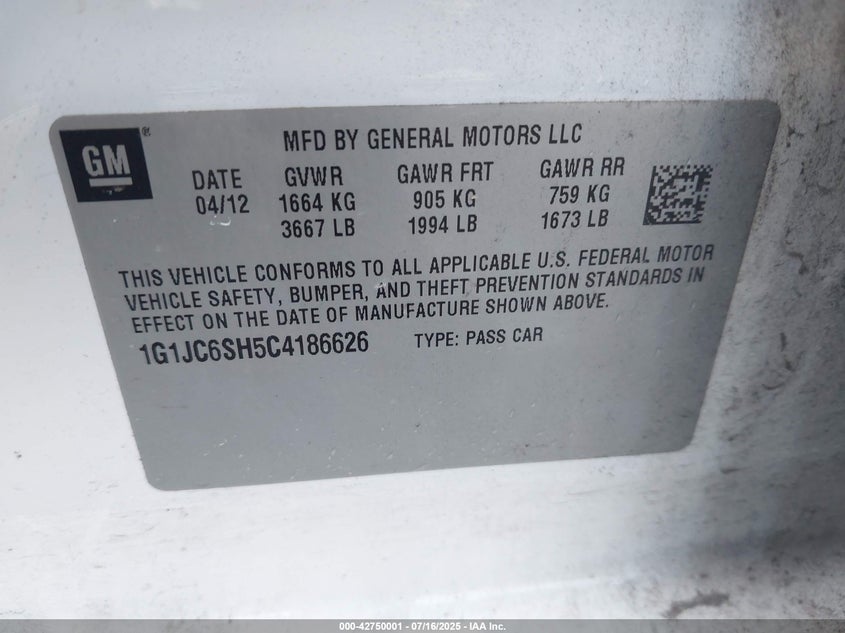 GM
®
MFD BY GENERAL MOTORS LLC
DATE GVWR GAWR FRT GAWR RR
04/12 1664 KG 905 KG 759 KG
3667 LB 1994 LB 1673 LB
THIS VEHICLE CONFORMS TO ALL APPLICABLE U.S. FEDERAL MOTOR
VEHICLE SAFETY, BUMPER, AND THEFT PREVENTION STANDARDS IN
EFFECT ON THE DATE OF MANUFACTURE SHOWN ABOVE.
1G1JC6SH5C4186626 TYPE: PASS CAR
000-42750001 - 07/16/2025 - IAA Inc.